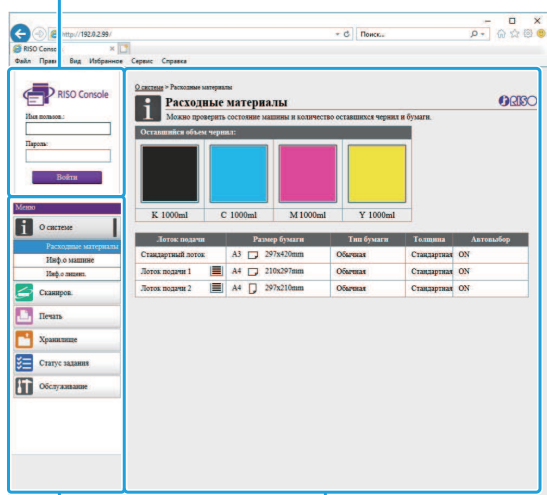 http://192.0.2.99/
Поиск...
RISO Conso
Файл Прав Вид Избранное Сервис Справка
RISO Console
Имя пользов.:
Пароль:
Войти
Меню
О системе
Расходные материалы
Инф.о машине
Инф.о лиценз.
Сканиров.
Печать
Хранилище
Статус задания
Обслуживание
О системе > Расходные материалы
Расходные материалы
RISO
Можно проверить состояние машины и количество оставшихся чернил и бумаги.
Оставшийся объем чернил:
K 1000ml C 1000ml M 1000ml Y 1000ml
Лоток подачи Размер бумаги Тип бумаги Толщина Автовыбор
Стандартный лоток A3 297x420mm Обычная Стандартная ON
Лоток подачи 1 A4 210x297mm Обычная Стандартная ON
Лоток подачи 2 A4 297x210mm Обычная Стандартная ON